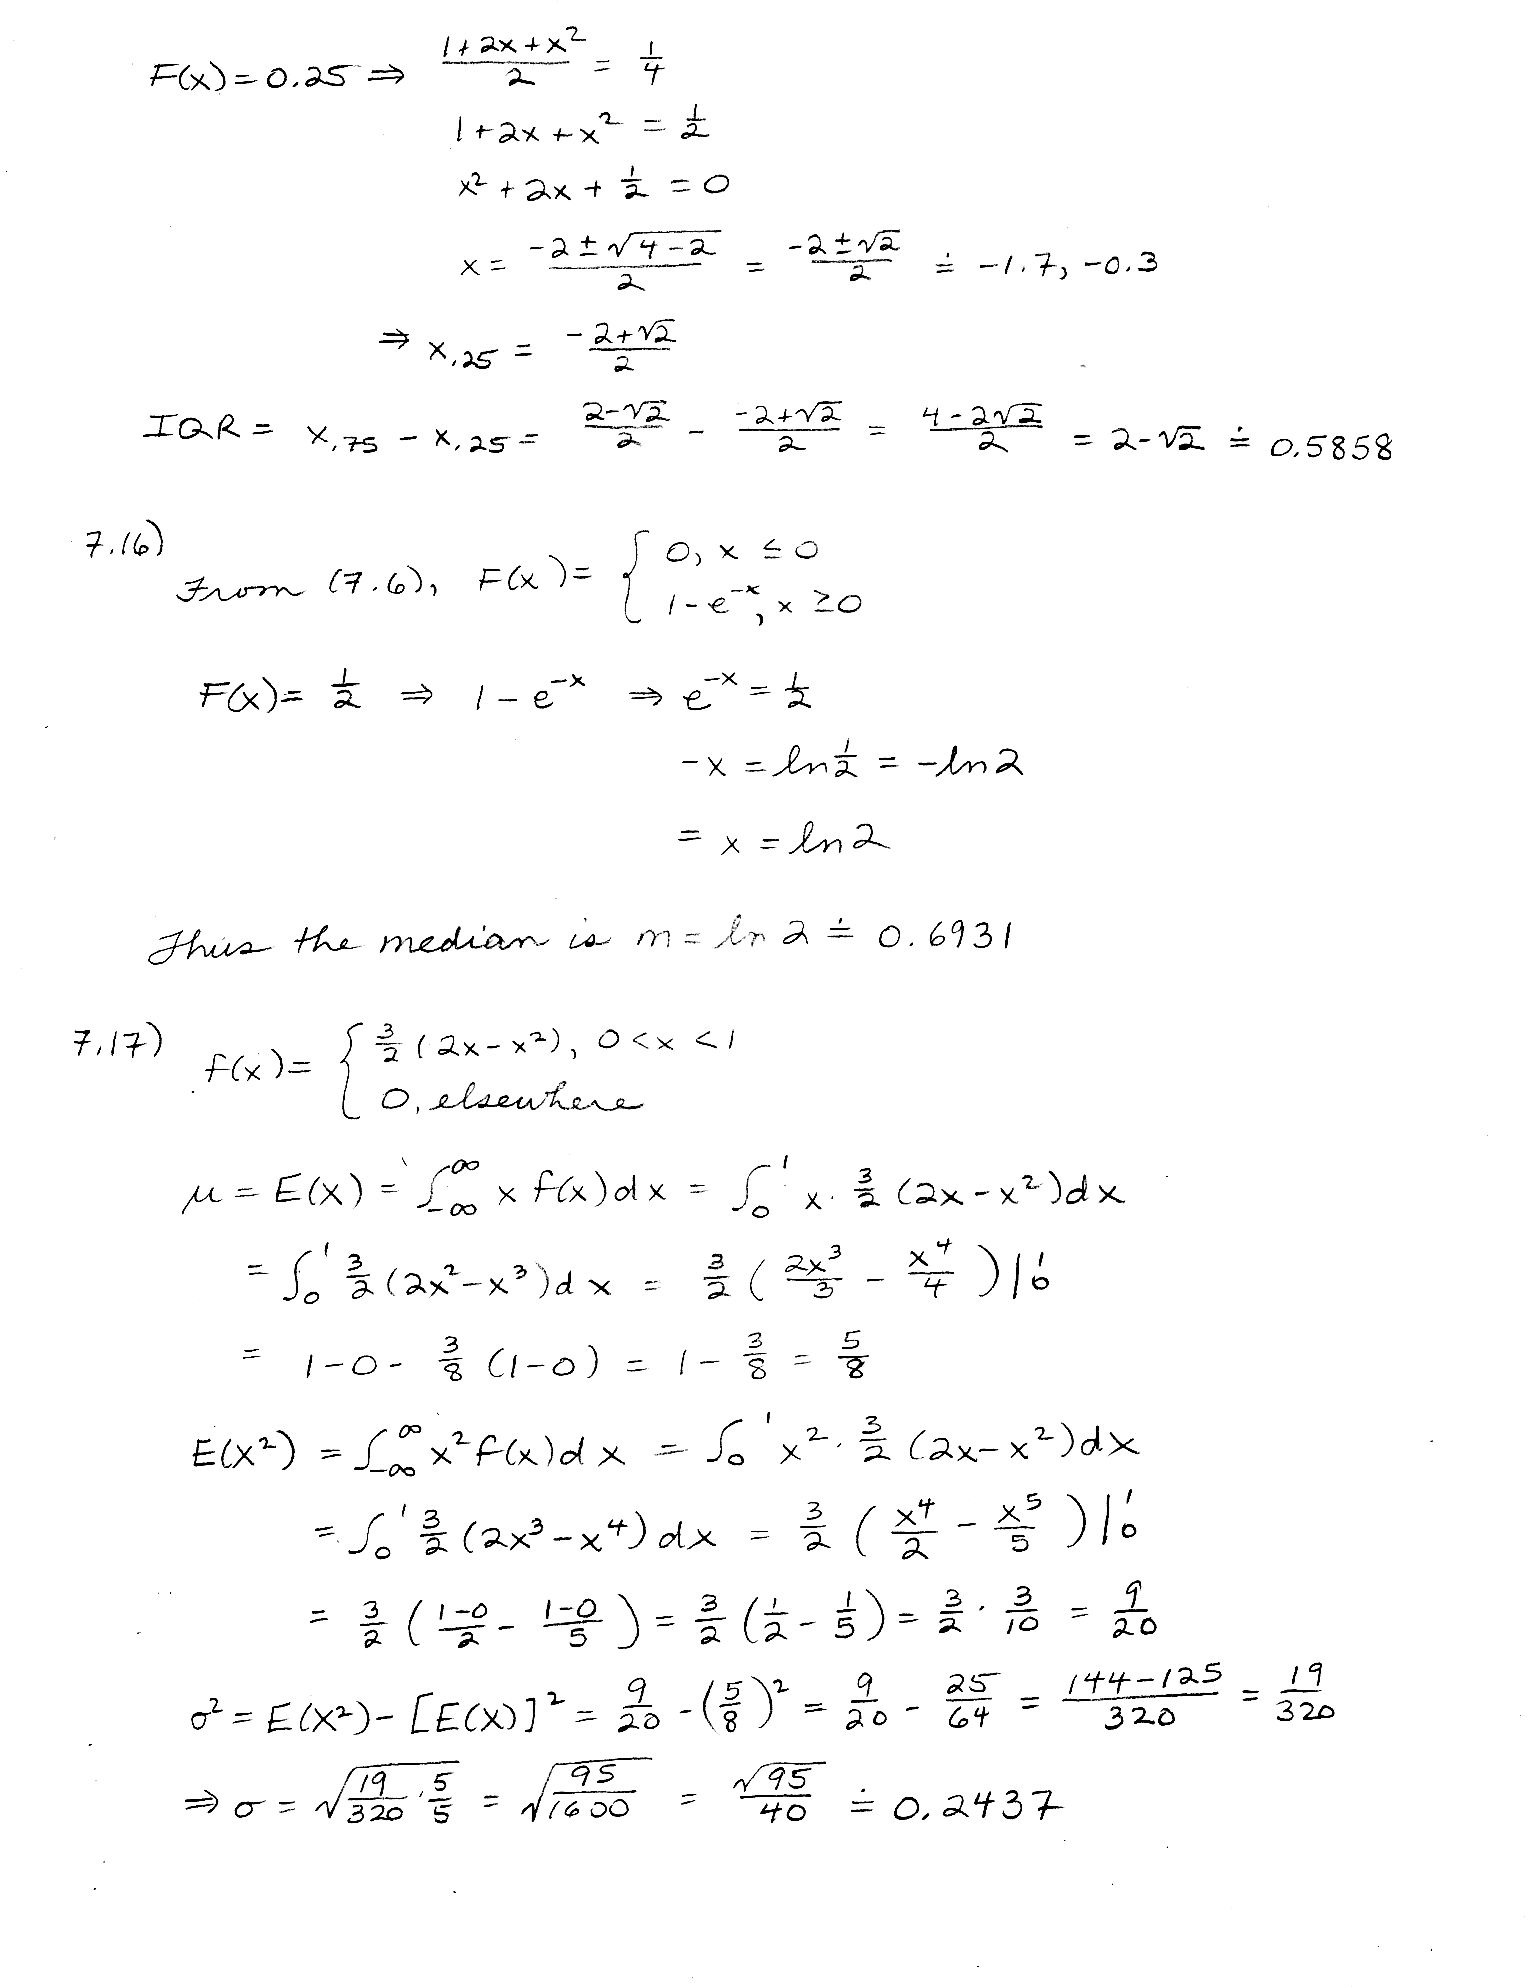 F(x) = 0.25 ⇒ (1+2x+x²)/2 = 1/4
1+2x+x² = 1/2
x² + 2x + 1/2 = 0
x = (-2±√(4-2))/2 = (-2±√2)/2 ≐ -1.7, -0.3
⇒ x.25 = (-2+√2)/2
IQR = x.75 - x.25 = (2-√2)/2 - (-2+√2)/2 = (4-2√2)/2 = 2-√2 ≐ 0.5858
7.16)
From (7.6), F(x) = { 0, x ≤ 0
1-e^-x, x ≥ 0
F(x) = 1/2 ⇒ 1-e^-x ⇒ e^-x = 1/2
-x = ln 1/2 = -ln 2
= x = ln 2
Thus the median is m = ln 2 ≐ 0.6931
7.17) f(x) = { 3/2 (2x-x²), 0<x<1
0, elsewhere
μ = E(X) = ∫_-∞^∞ x f(x)dx = ∫_0^1 x · 3/2 (2x-x²)dx
= ∫_0^1 3/2 (2x²-x³)dx = 3/2 (2x³/3 - x⁴/4)|_0^1
= 1-0- 3/8 (1-0) = 1 - 3/8 = 5/8
E(X²) = ∫_-∞^∞ x² f(x)dx = ∫_0^1 x² · 3/2 (2x-x²)dx
= ∫_0^1 3/2 (2x³-x⁴)dx = 3/2 (x⁴/2 - x⁵/5)|_0^1
= 3/2 ((1-0)/2 - (1-0)/5) = 3/2 (1/2 - 1/5) = 3/2 · 3/10 = 9/20
σ² = E(X²) - [E(X)]² = 9/20 - (5/8)² = 9/20 - 25/64 = (144-125)/320 = 19/320
⇒ σ = √(19/320 · 5/5) = √(95/1600) = √95/40 ≐ 0.2437